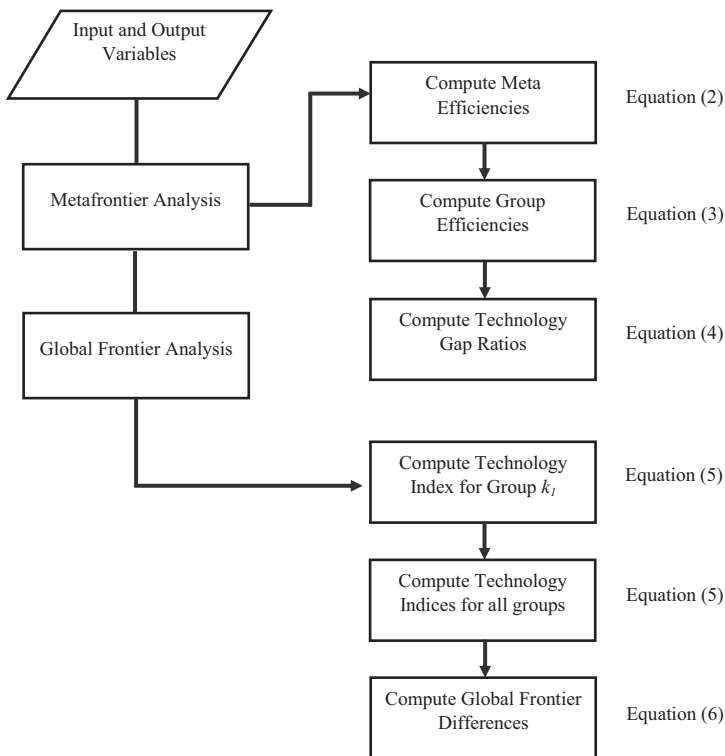 Input and Output
Variables
Compute Meta
Efficiencies
Equation (2)
Metafrontier Analysis
Compute Group
Efficiencies
Equation (3)
Global Frontier Analysis
Compute Technology
Gap Ratios
Equation (4)
Compute Technology
Index for Group k₁
Equation (5)
Compute Technology
Indices for all groups
Equation (5)
Compute Global Frontier
Differences
Equation (6)